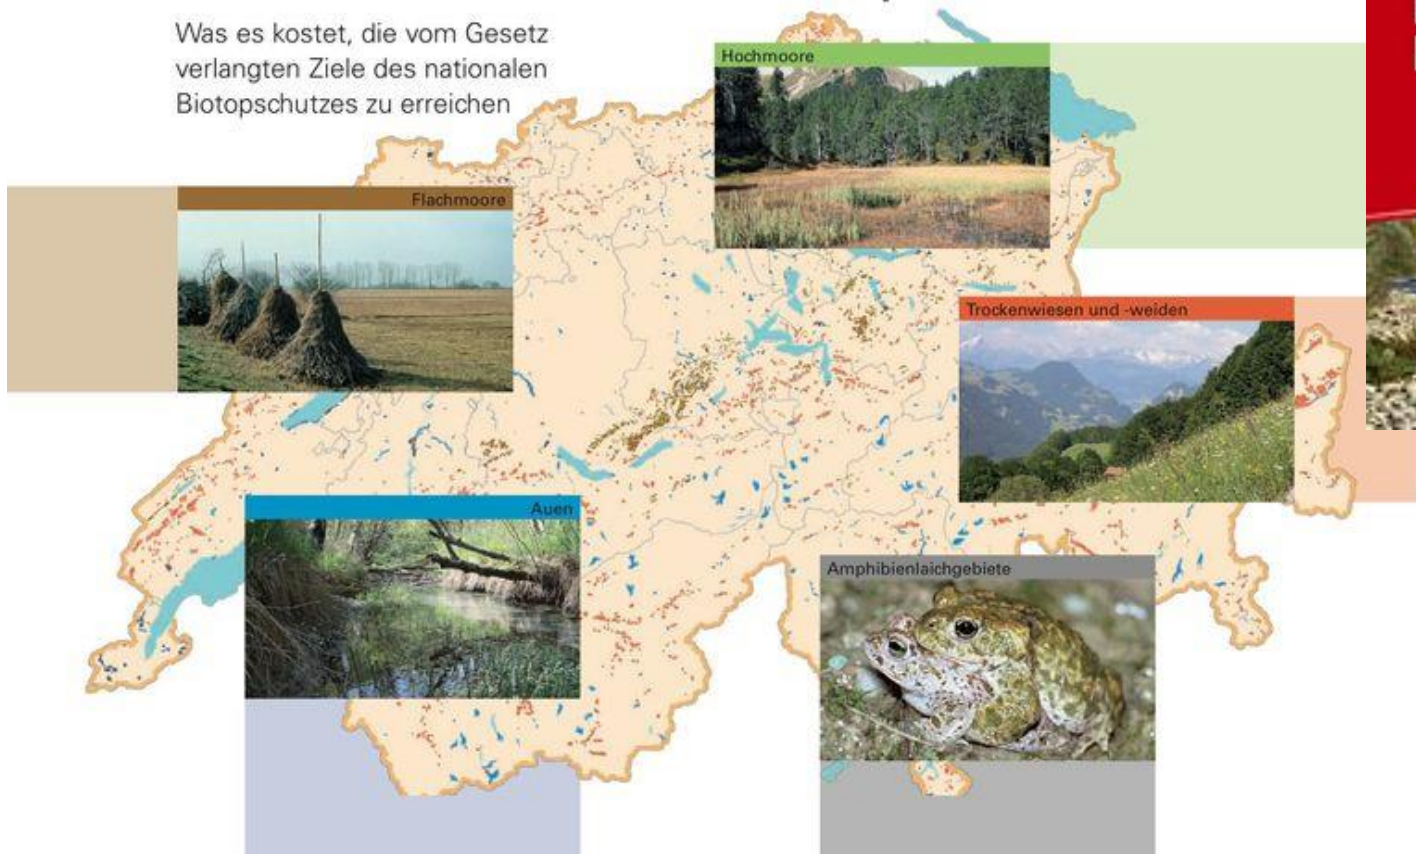 Was es kostet, die vom Gesetz
verlangten Ziele des nationalen
Biotopschutzes zu erreichen
Hochmoore
Flachmoore
Trockenwiesen und -weiden
Auen
Amphibienlaichgebiete